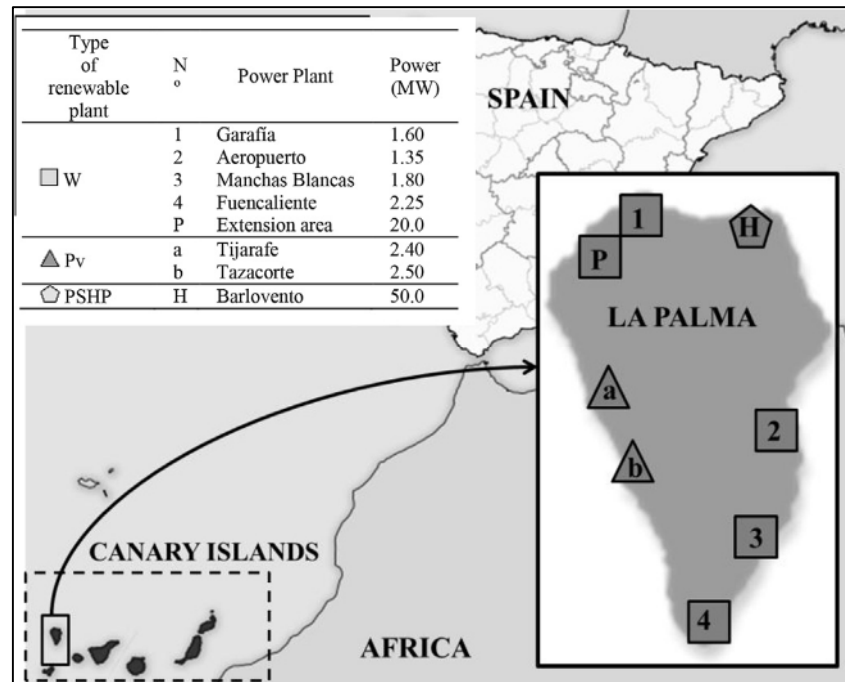 Type of renewable plant N º Power Plant Power (MW)
W 1 Garafía 1.60
2 Aeropuerto 1.35
3 Manchas Blancas 1.80
4 Fuencaliente 2.25
P Extension area 20.0
Pv a Tijarafe 2.40
b Tazacorte 2.50
PSHP H Barlovento 50.0
SPAIN
1
H
P
LA PALMA
a
2
b
3
4
CANARY ISLANDS
AFRICA